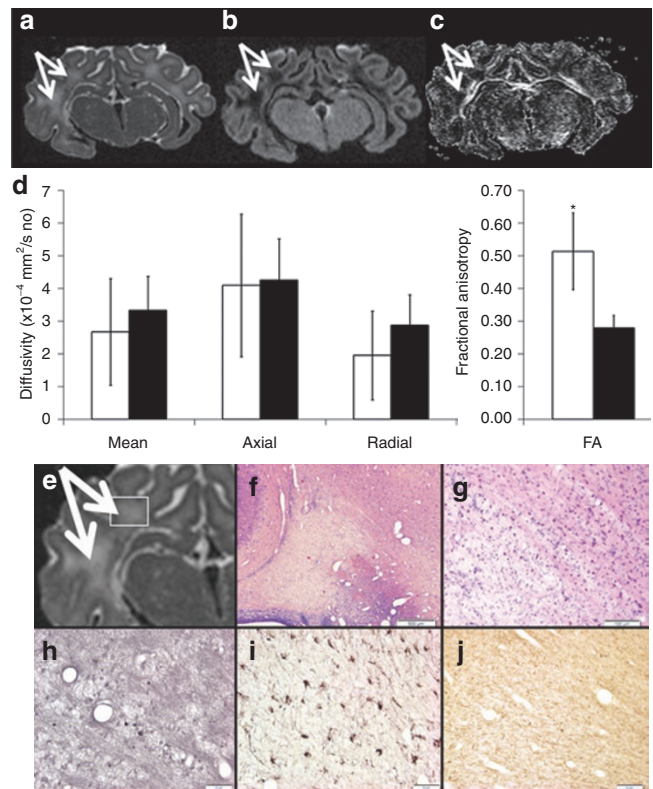 a
b
c
d
7
6
5
4
3
2
1
0
Diffusivity (x10⁻⁴ mm²/s no)
Mean
Axial
Radial
0.70
0.60
0.50
0.40
0.30
0.20
0.10
0.00
Fractional anisotropy
*
FA
e
f
g
h
i
j